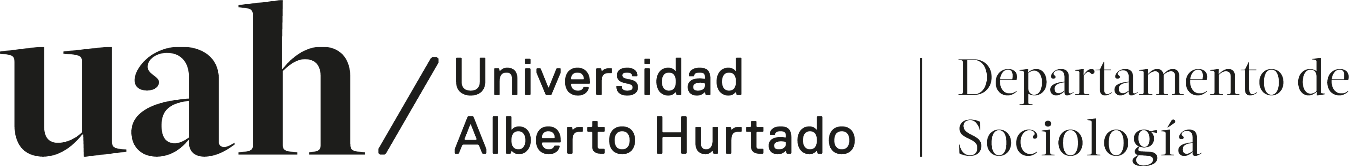 uah/
Universidad
Alberto Hurtado
Departamento de
Sociología